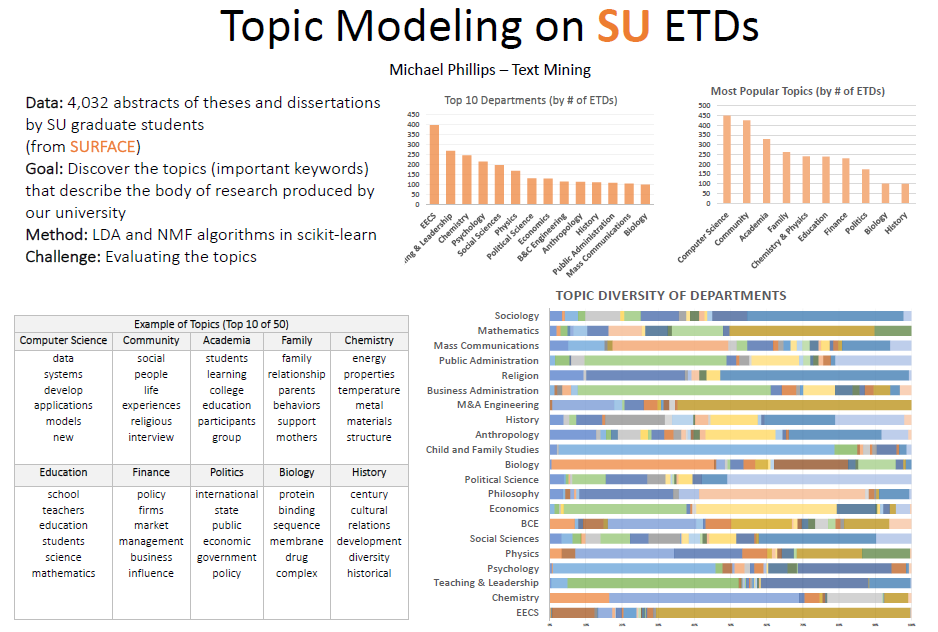 Topic Modeling on SU ETDs
Michael Phillips – Text Mining
Data: 4,032 abstracts of theses and dissertations
by SU graduate students
(from SURFACE)
Goal: Discover the topics (important keywords)
that describe the body of research produced by
our university
Method: LDA and NMF algorithms in scikit-learn
Challenge: Evaluating the topics
Top 10 Departments (by # of ETDs)
450
400
350
300
250
200
150
100
50
0
EECS
ng & Leadership
Chemistry
Psychology
Social Sciences
Physics
Political Science
Economics
B&C Engineering
Anthropology
History
Public Administration
Mass Communications
Biology
Most Popular Topics (by # of ETDs)
500
450
400
350
300
250
200
150
100
50
0
Computer Science
Community
Academia
Family
Chemistry & Physics
Education
Finance
Politics
Biology
History
Example of Topics (Top 10 of 50)
Computer Science Community Academia Family Chemistry
data social students family energy
systems people learning relationship properties
develop life college parents temperature
applications experiences education behaviors metal
models religious participants support materials
new interview group mothers structure
Education Finance Politics Biology History
school policy international protein century
teachers firms state binding cultural
education market public sequence relations
students management economic membrane development
science business government drug diversity
mathematics influence policy complex historical
TOPIC DIVERSITY OF DEPARTMENTS
Sociology
Mathematics
Mass Communications
Public Administration
Religion
Business Administration
M&A Engineering
History
Anthropology
Child and Family Studies
Biology
Political Science
Philosophy
Economics
BCE
Social Sciences
Physics
Psychology
Teaching & Leadership
Chemistry
EECS